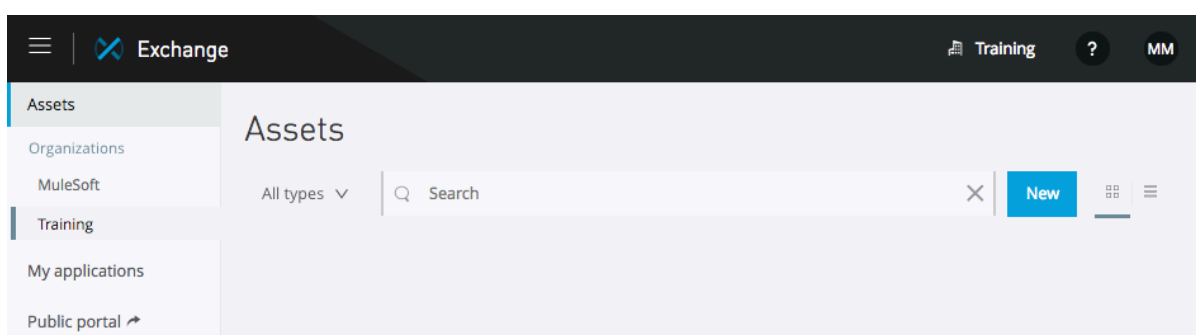 Exchange
Training
?
MM
Assets
Organizations
MuleSoft
Training
My applications
Public portal
Assets
All types
Search
New